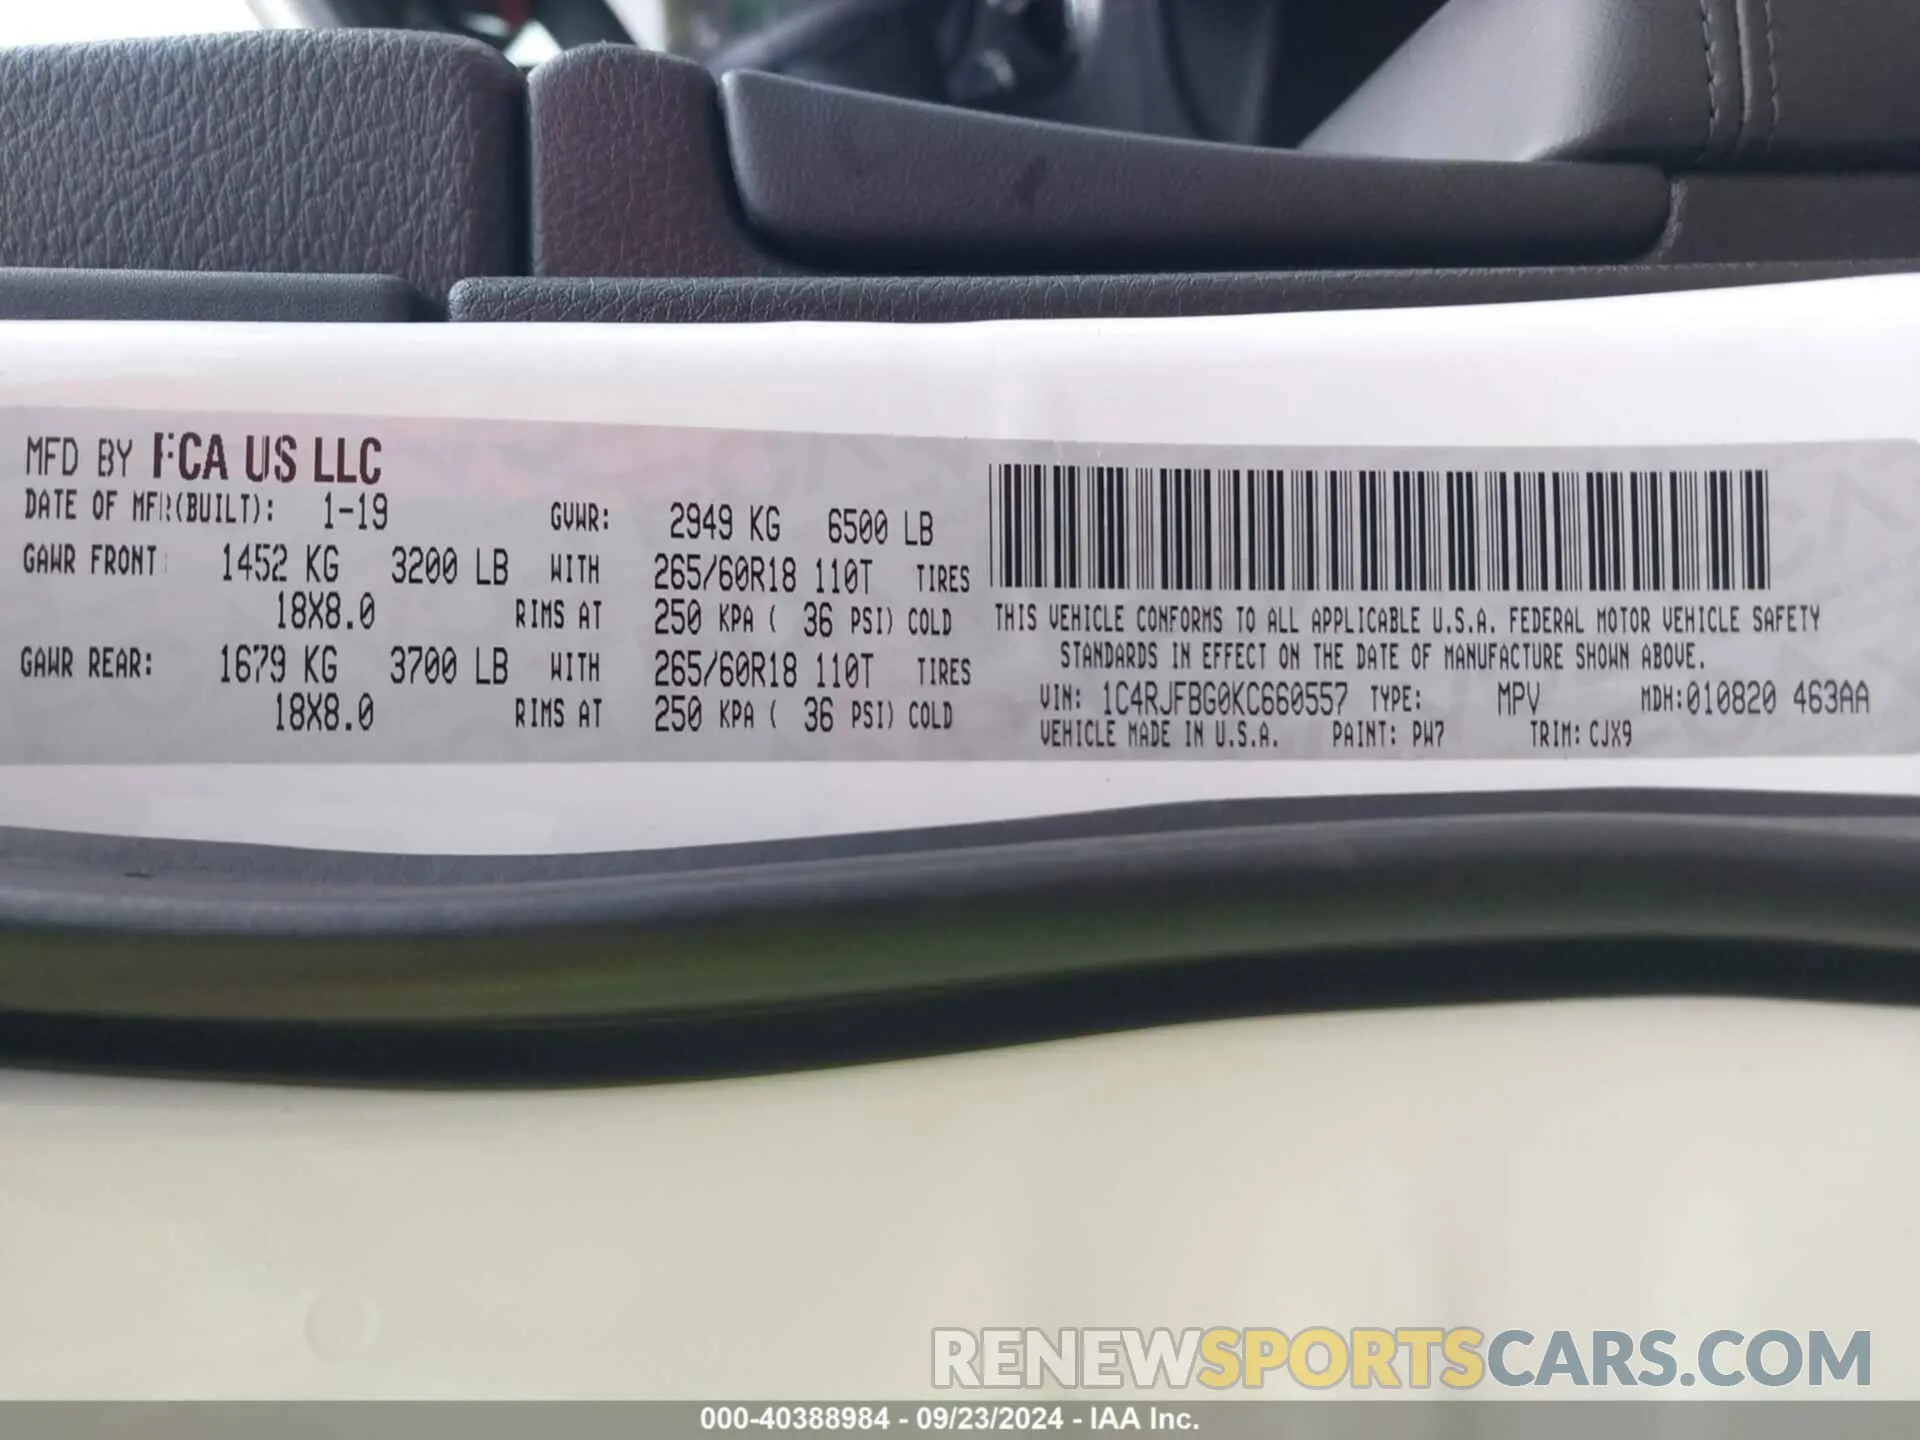 MFD BY FCA US LLC
DATE OF MFR(BUILT): 1-19 GVWR: 2949 KG 6500 LB
GAWR FRONT: 1452 KG 3200 LB WITH 265/60R18 110T TIRES
18X8.0 RIMS AT 250 KPA ( 36 PSI) COLD
GAWR REAR: 1679 KG 3700 LB WITH 265/60R18 110T TIRES
18X8.0 RIMS AT 250 KPA ( 36 PSI) COLD
THIS VEHICLE CONFORMS TO ALL APPLICABLE U.S.A. FEDERAL MOTOR VEHICLE SAFETY
STANDARDS IN EFFECT ON THE DATE OF MANUFACTURE SHOWN ABOVE.
VIN: 1C4RJFBG0KC660557 TYPE: MPV MDH:010820 463AA
VEHICLE MADE IN U.S.A. PAINT: PW7 TRIM: CJX9
RENEWSPORTSCARS.COM
000-40388984 - 09/23/2024 - IAA Inc.